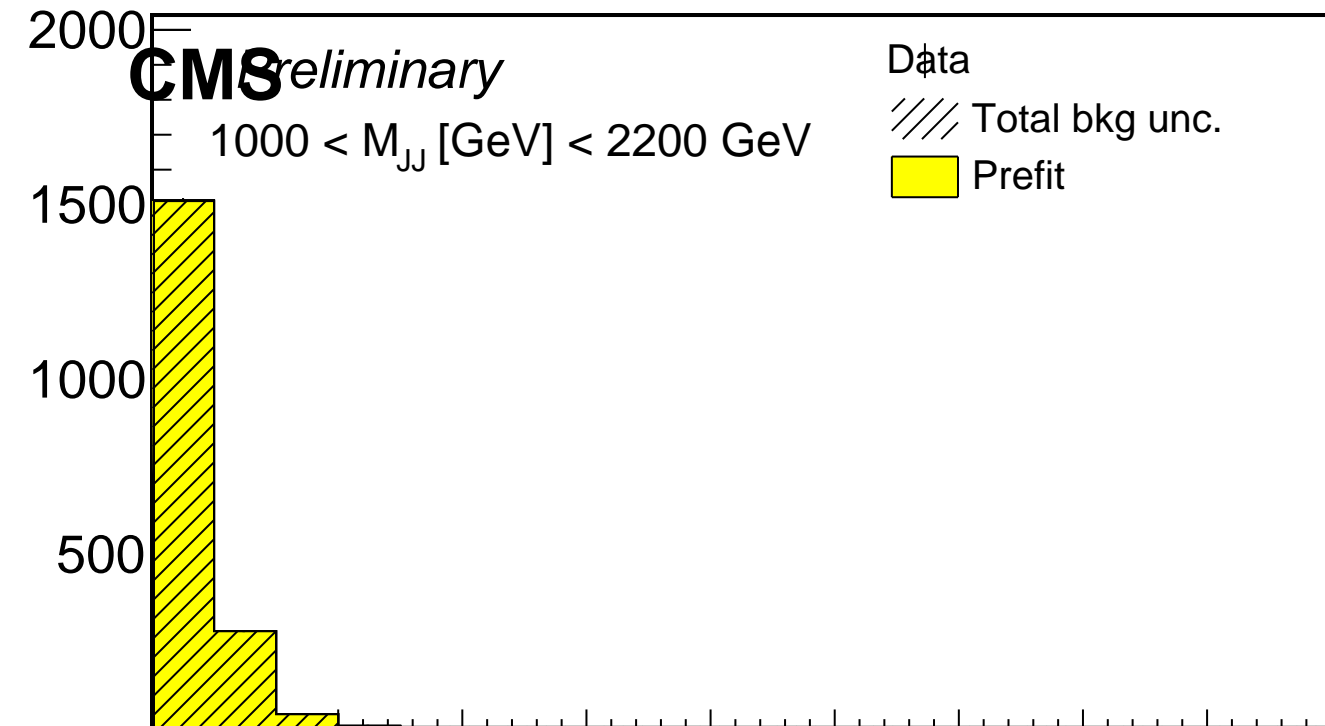 2000
CMS Preliminary
Data
1000 < M_JJ [GeV] < 2200 GeV
Total bkg unc.
Prefit
1500
1000
500